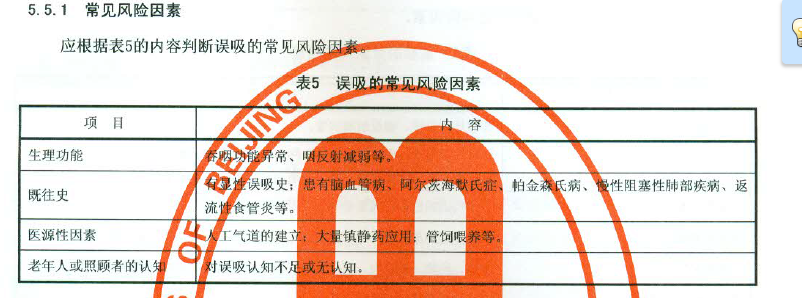 5.5.1 常见风险因素
应根据表5的内容判断误吸的常见风险因素。
表5 误吸的常见风险因素
项 目 内 容
生理功能 吞咽功能异常、咽反射减弱等。
既往史 有显性误吸史；患有脑血管病、阿尔茨海默氏症、帕金森氏病、慢性阻塞性肺部疾病、返
流性食管炎等。
医源性因素 人工气道的建立；大量镇静药应用；管饲喂养等。
老年人或照顾者的认知 对误吸认知不足或无认知。
OF BEIJING
B